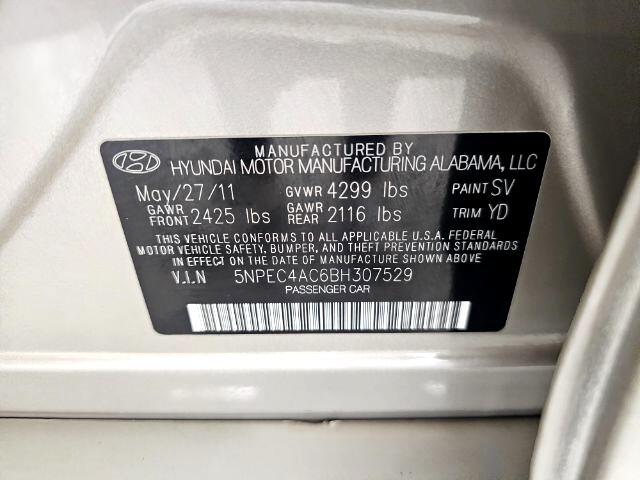 MANUFACTURED BY
HYUNDAI MOTOR MANUFACTURING ALABAMA, LLC
May/27/11 GVWR 4299 lbs PAINT SV
GAWR FRONT 2425 lbs GAWR REAR 2116 lbs TRIM YD
THIS VEHICLE CONFORMS TO ALL APPLICABLE U.S.A. FEDERAL
MOTOR VEHICLE SAFETY, BUMPER, AND THEFT PREVENTION STANDARDS
IN EFFECT ON THE DATE OF MANUFACTURE SHOWN ABOVE.
V.I.N 5NPEC4AC6BH307529
PASSENGER CAR